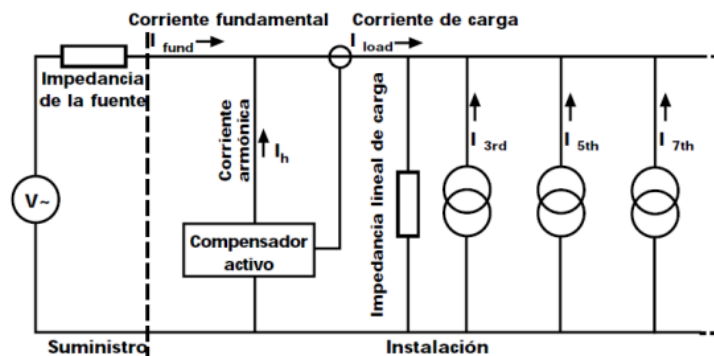 Corriente fundamental
I fund
Corriente de carga
I load
Impedancia
de la fuente
Corriente
armónica
I h
Impedancia lineal de carga
I 3rd
I 5th
I 7th
V~
Compensador
activo
Suministro
Instalación